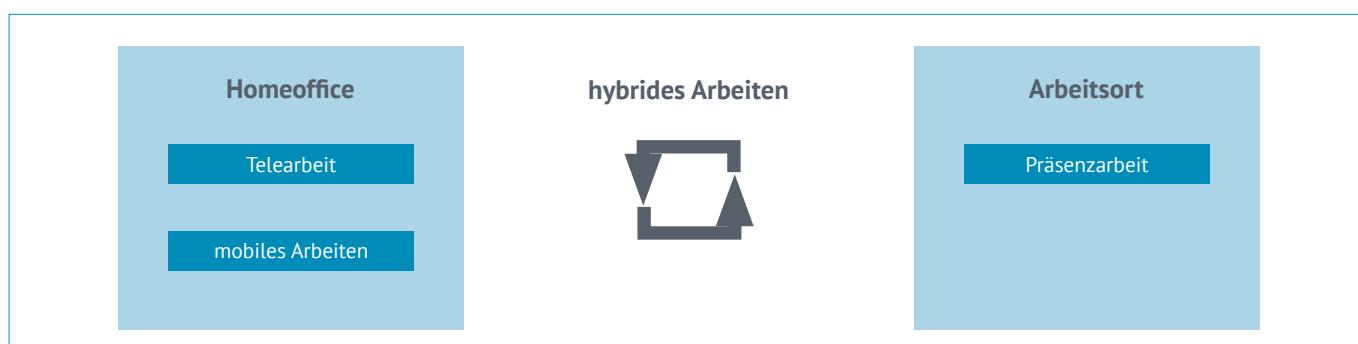 Homeoffice
Telearbeit
mobiles Arbeiten
hybrides Arbeiten
Arbeitsort
Präsenzarbeit